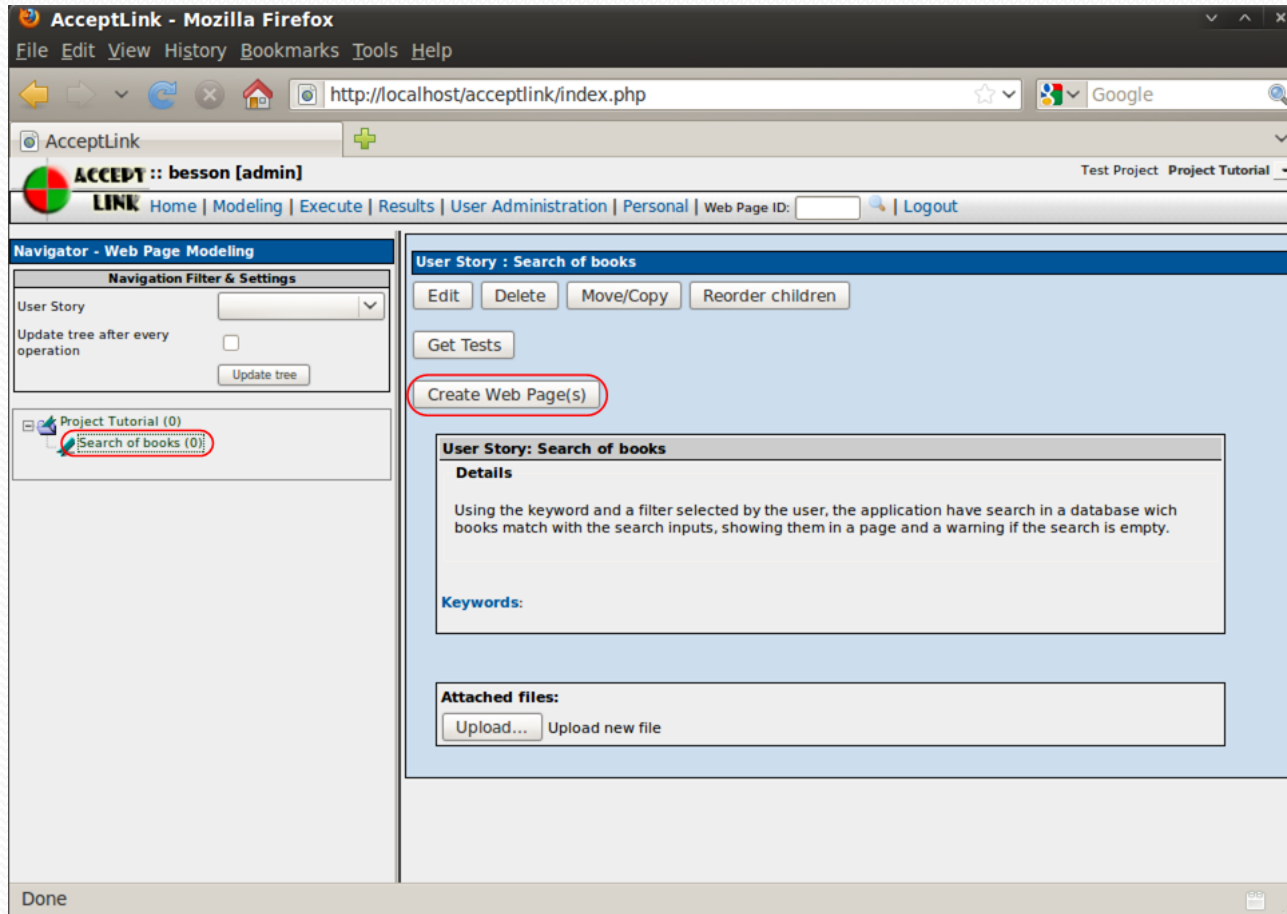 AcceptLink - Mozilla Firefox
File Edit View History Bookmarks Tools Help
http://localhost/acceptlink/index.php
Google
AcceptLink
ACCEPT LINK :: besson [admin]
Test Project Project Tutorial
Home | Modeling | Execute | Results | User Administration | Personal | Web Page ID: | Logout
Navigator - Web Page Modeling
Navigation Filter & Settings
User Story
Update tree after every
operation
Update tree
Project Tutorial (0)
Search of books (0)
User Story : Search of books
Edit Delete Move/Copy Reorder children
Get Tests
Create Web Page(s)
User Story: Search of books
Details
Using the keyword and a filter selected by the user, the application have search in a database wich
books match with the search inputs, showing them in a page and a warning if the search is empty.
Keywords:
Attached files:
Upload... Upload new file
Done